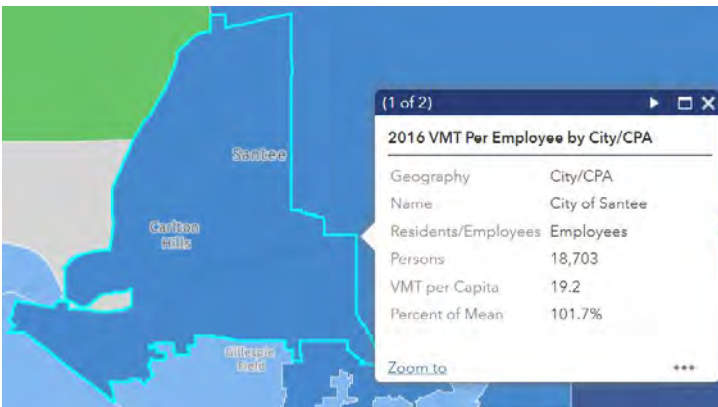 Santee
Carlton
Hills
Gillespie
Field
(1 of 2)
2016 VMT Per Employee by City/CPA
Geography City/CPA
Name City of Santee
Residents/Employees Employees
Persons 18,703
VMT per Capita 19.2
Percent of Mean 101.7%
Zoom to